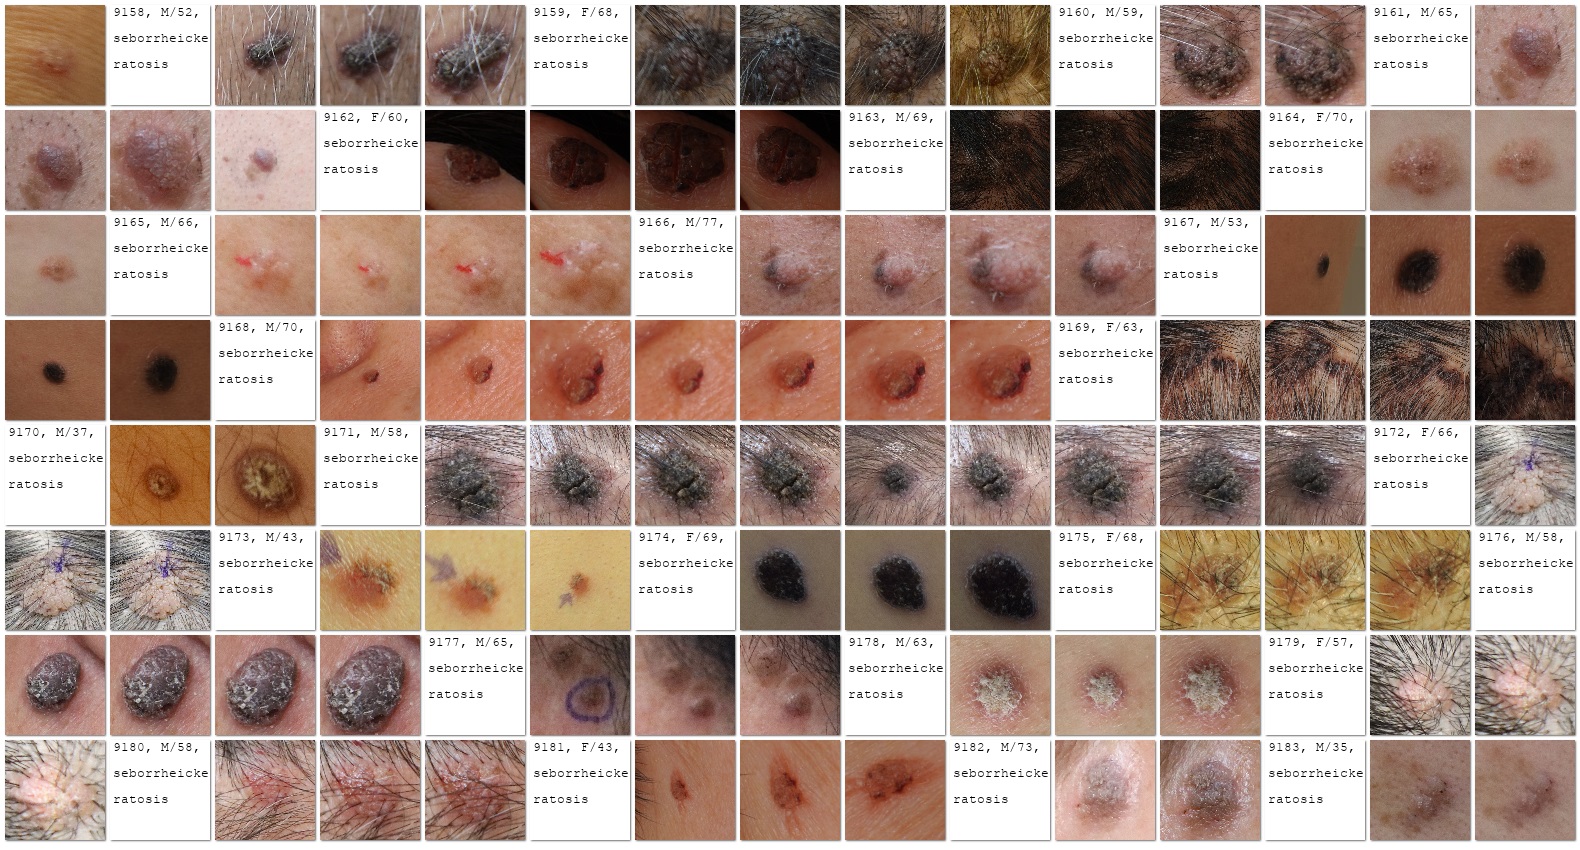 9158, M/52,
seborrheicke
ratosis
9159, F/68,
seborrheicke
ratosis
9160, M/59,
seborrheicke
ratosis
9161, M/65,
seborrheicke
ratosis
9162, F/60,
seborrheicke
ratosis
9163, M/69,
seborrheicke
ratosis
9164, F/70,
seborrheicke
ratosis
9165, M/66,
seborrheicke
ratosis
9166, M/77,
seborrheicke
ratosis
9167, M/53,
seborrheicke
ratosis
9168, M/70,
seborrheicke
ratosis
9169, F/63,
seborrheicke
ratosis
9170, M/37,
seborrheicke
ratosis
9171, M/58,
seborrheicke
ratosis
9172, F/66,
seborrheicke
ratosis
9173, M/43,
seborrheicke
ratosis
9174, F/69,
seborrheicke
ratosis
9175, F/68,
seborrheicke
ratosis
9176, M/58,
seborrheicke
ratosis
9177, M/65,
seborrheicke
ratosis
9178, M/63,
seborrheicke
ratosis
9179, F/57,
seborrheicke
ratosis
9180, M/58,
seborrheicke
ratosis
9181, F/43,
seborrheicke
ratosis
9182, M/73,
seborrheicke
ratosis
9183, M/35,
seborrheicke
ratosis